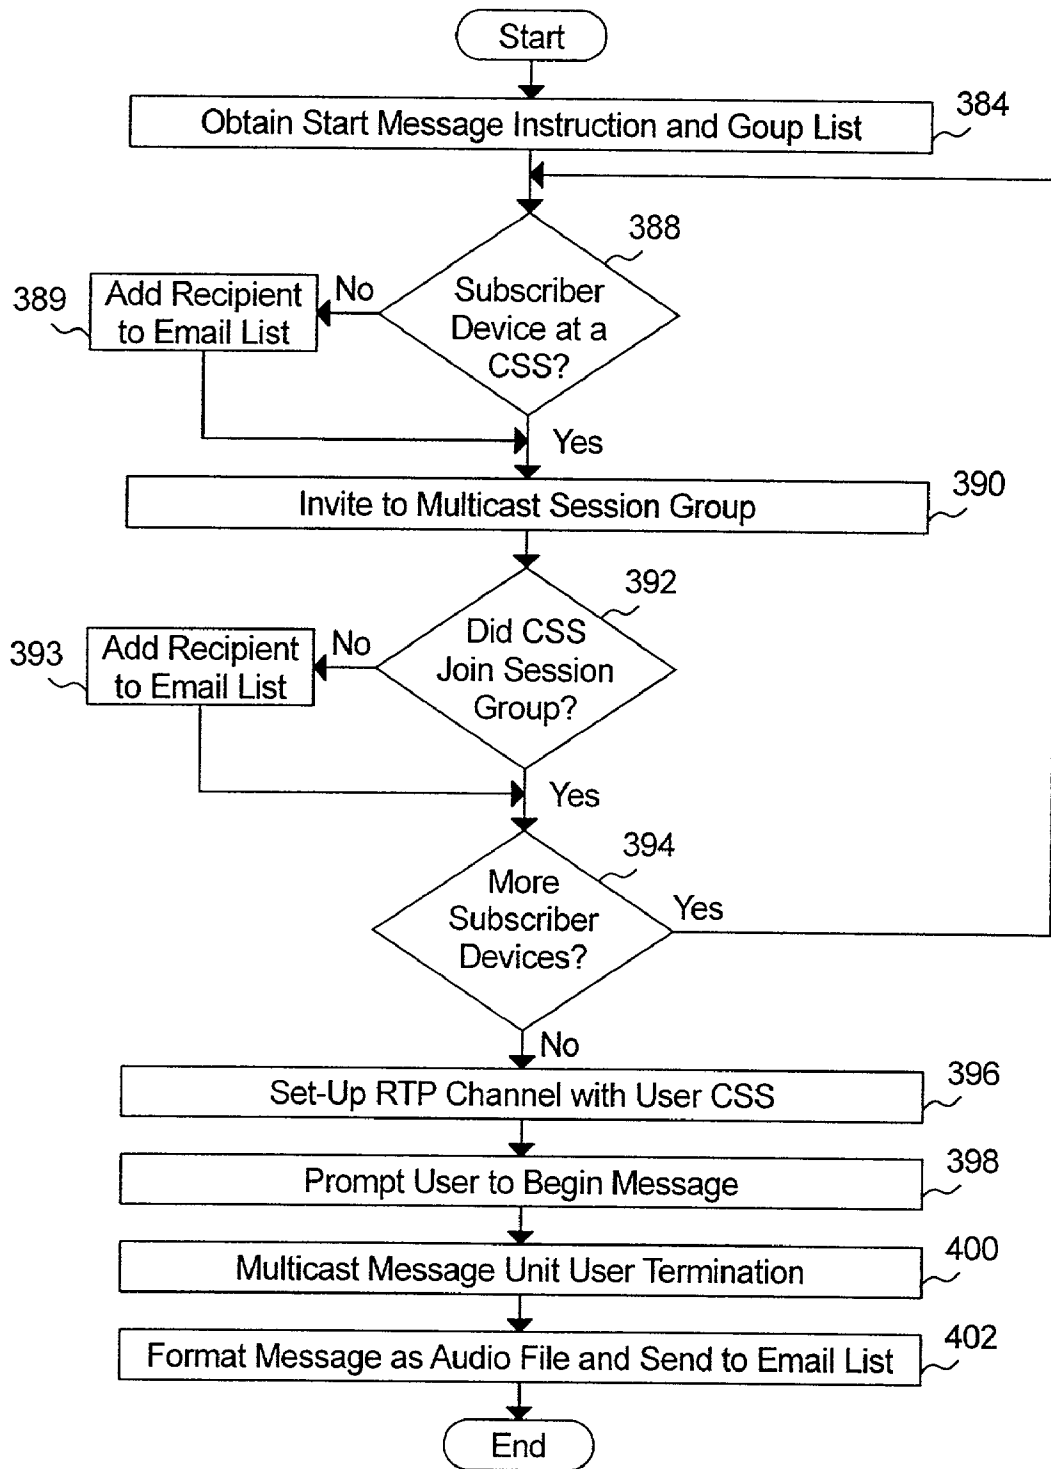 Start
Obtain Start Message Instruction and Goup List
384
388
Subscriber
Device at a
CSS?
No
Add Recipient
to Email List
389
Yes
Invite to Multicast Session Group
390
392
Did CSS
Join Session
Group?
No
Add Recipient
to Email List
393
Yes
394
More
Subscriber
Devices?
Yes
No
Set-Up RTP Channel with User CSS
396
Prompt User to Begin Message
398
Multicast Message Unit User Termination
400
Format Message as Audio File and Send to Email List
402
End